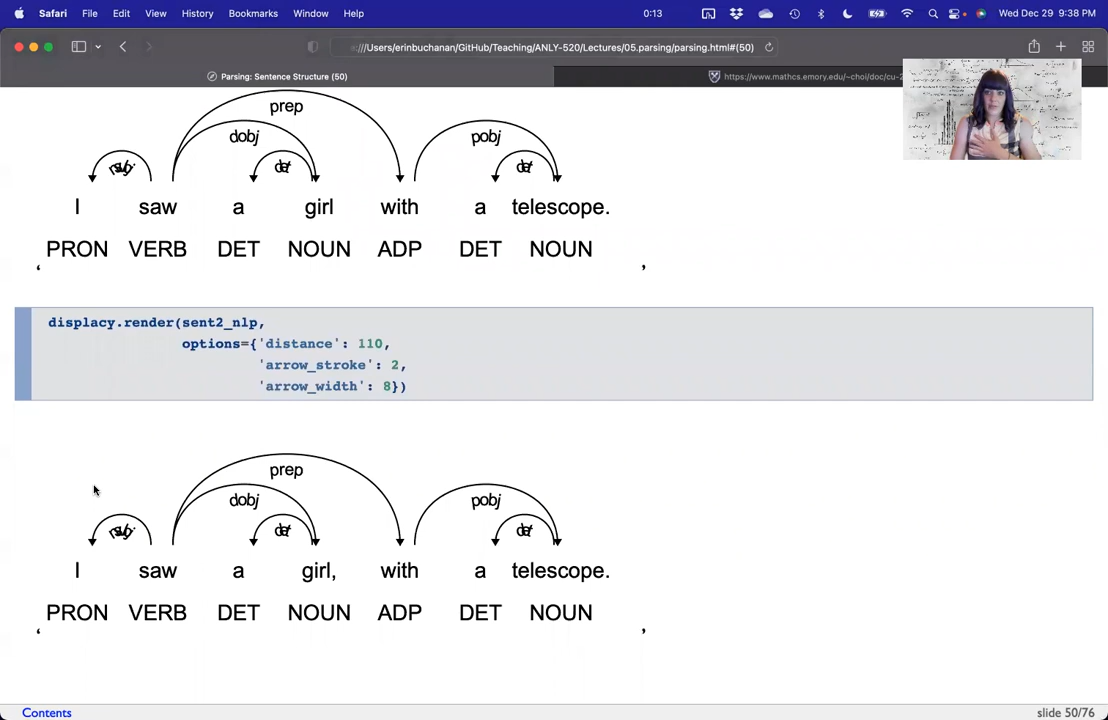 Safari File Edit View History Bookmarks Window Help 0:13 Wed Dec 29 9:38 PM
///Users/erinbuchanan/GitHub/Teaching/ANLY-520/Lectures/05.parsing/parsing.html#(50)
Parsing: Sentence Structure (50) https://www.mathcs.emory.edu/~choi/doc/cu-2
prep
dobj pobj
nsubj det det
I saw a girl with a telescope.
PRON VERB DET NOUN ADP DET NOUN
‘ ,
displacy.render(sent2_nlp,
options={'distance': 110,
'arrow_stroke': 2,
'arrow_width': 8})
prep
dobj pobj
nsubj det det
I saw a girl, with a telescope.
PRON VERB DET NOUN ADP DET NOUN
‘ ,
Contents slide 50/76